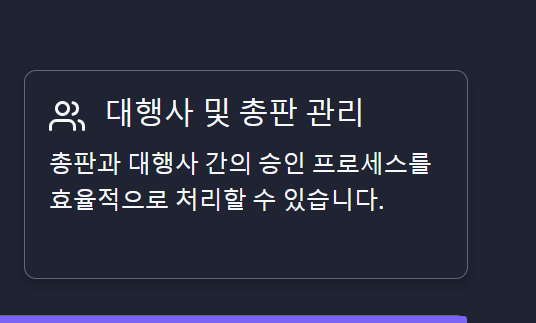 대행사 및 총판 관리
총판과 대행사 간의 승인 프로세스를
효율적으로 처리할 수 있습니다.